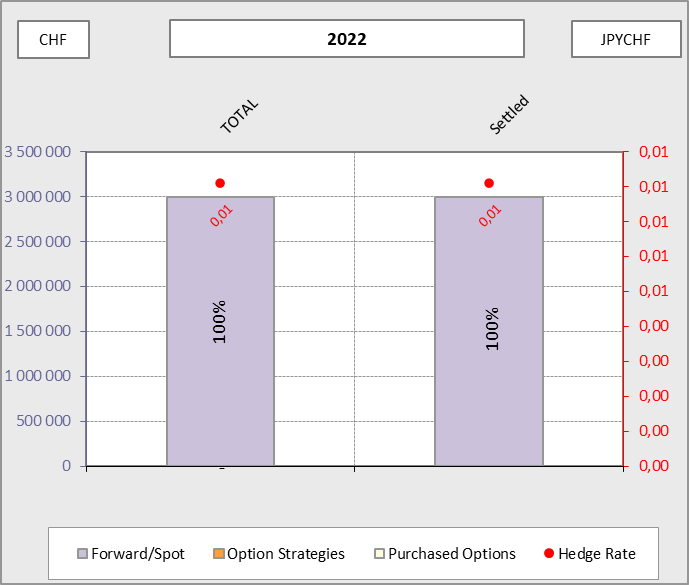 CHF
2022
JPYCHF
TOTAL
Settled
3 500 000
3 000 000
2 500 000
2 000 000
1 500 000
1 000 000
500 000
0
0,01
0,01
100%
100%
0,01
0,01
0,01
0,01
0,01
0,00
0,00
0,00
0,00
0,00
-
Forward/Spot
Option Strategies
Purchased Options
Hedge Rate